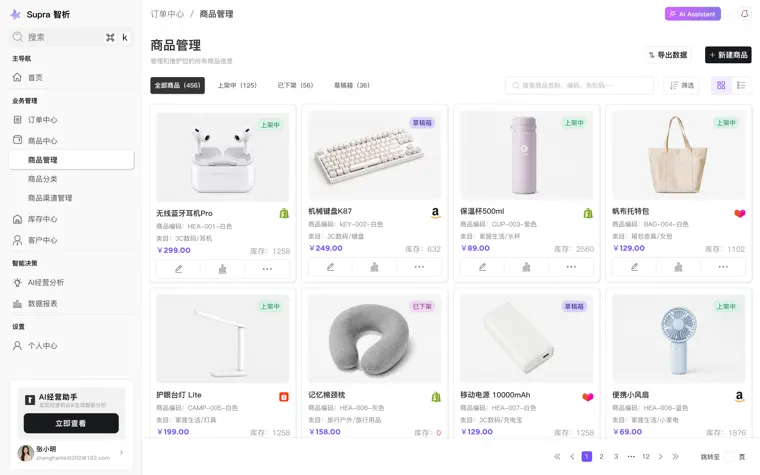 Supra 智析
搜索
⌘ k
主导航
首页
业务管理
订单中心
商品中心
商品管理
商品分类
商品渠道管理
库存中心
客户中心
智能决策
AI经营分析
数据报表
设置
个人中心
AI经营助手
立即查看
张小明
zhanghanlei0202@163.com
订单中心 / 商品管理
AI Assistant
商品管理
管理和维护您的所有商品信息
导出数据
+ 新建商品
全部商品（456）
上架中（125）
已下架（56）
草稿箱（36）
搜索商品名称、编码、条形码……
筛选
上架中
无线蓝牙耳机Pro
商品编码：HEA-001-白色
类目：3C数码/耳机
￥299.00
库存：1258
草稿箱
机械键盘K87
商品编码：kEY-002-白色
类目：3C数码/键盘
￥249.00
库存：632
上架中
保温杯500ml
商品编码：CUP-003-紫色
类目：家居生活/水杯
￥89.00
库存：2560
上架中
帆布托特包
商品编码：BAG-004-白色
类目：箱包皮具/女包
￥129.00
库存：1102
上架中
护眼台灯 Lite
商品编码：CAMP-005-白色
类目：家居生活/灯具
￥199.00
库存：1258
已下架
记忆棉颈枕
商品编码：HEA-006-灰色
类目：旅行户外/旅行用品
￥158.00
库存：0
草稿箱
移动电源 10000mAh
商品编码：HEA-007-白色
类目：3C数码/充电宝
￥129.00
库存：1258
上架中
便携小风扇
商品编码：HEA-008-蓝色
类目：家居生活/小家电
￥69.00
库存：1876
1 2 3 ••• 12
跳转至 页